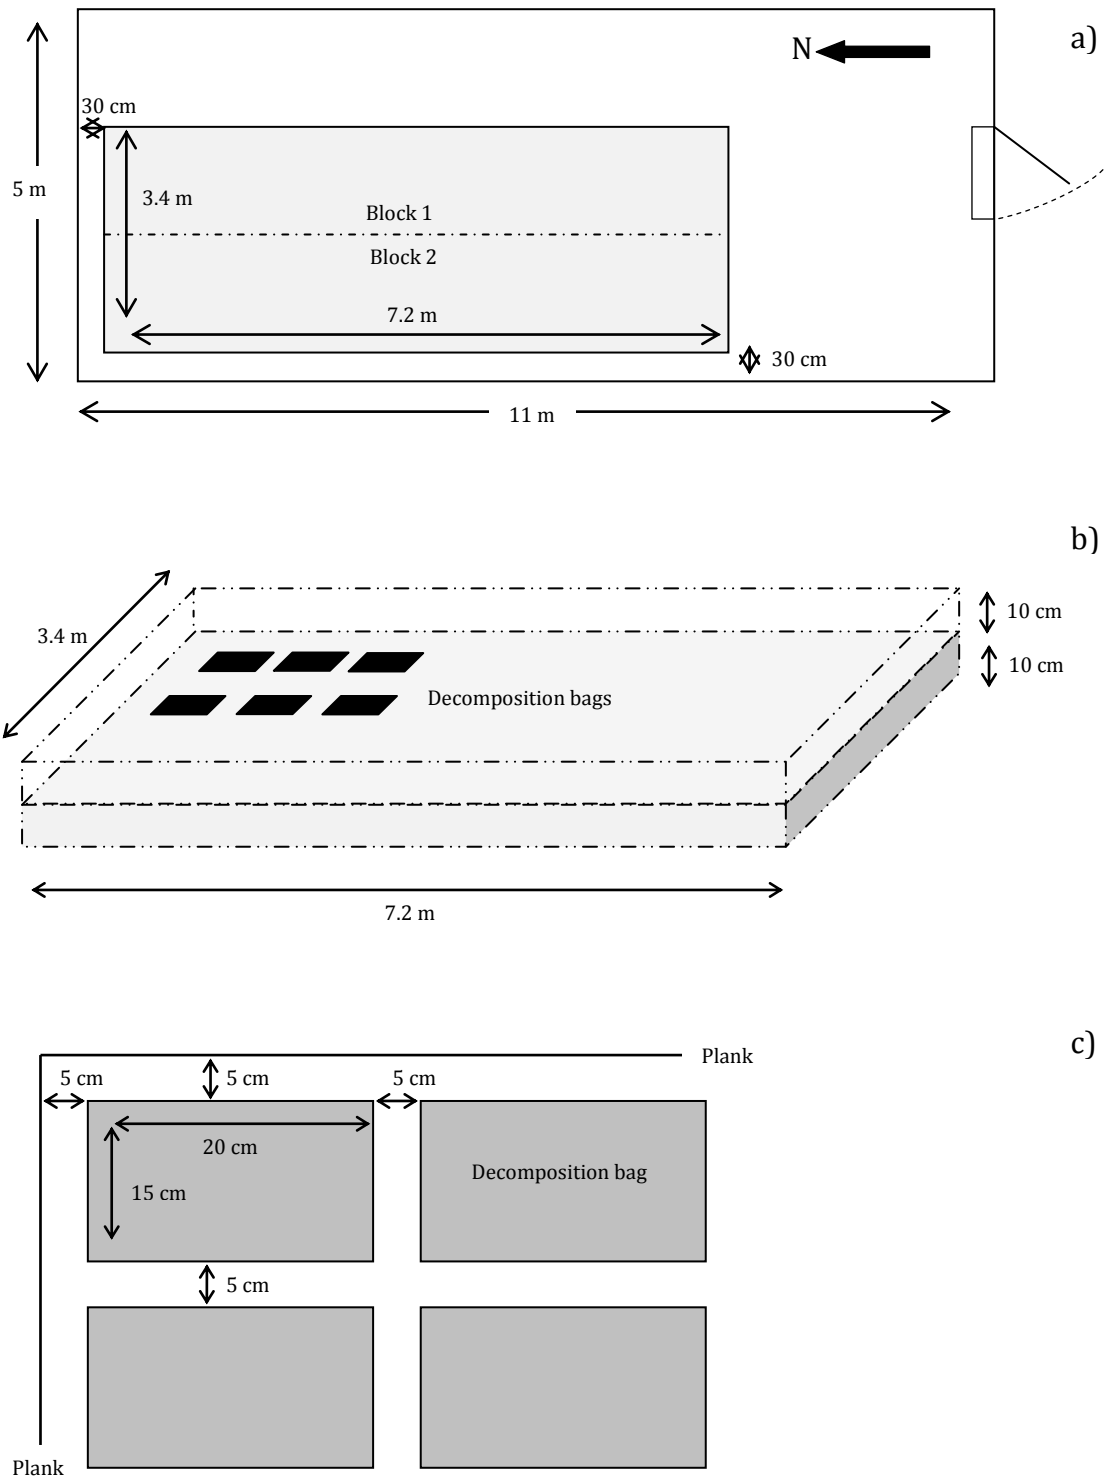 a)
N
30 cm
5 m
3.4 m
Block 1
Block 2
7.2 m
30 cm
11 m
b)
10 cm
3.4 m
10 cm
Decomposition bags
7.2 m
c)
Plank
5 cm
5 cm
5 cm
20 cm
Decomposition bag
15 cm
5 cm
Plank